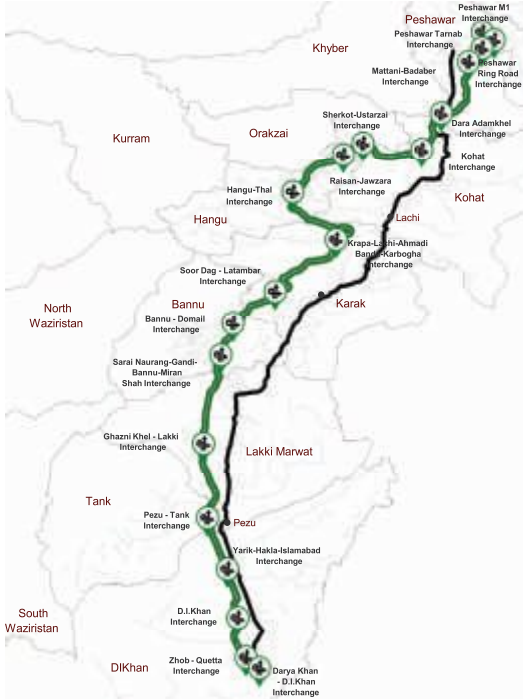 Peshawar M1
Interchange
Peshawar
Peshawar Tarnab
Interchange
Khyber
Peshawar
Ring Road
Interchange
Mattani-Badaber
Interchange
Sherkot-Ustarzai
Interchange
Dara Adamkhel
Interchange
Orakzai
Kurram
Kohat
Interchange
Raisan-Jawzara
Interchange
Hangu-Thal
Interchange
Kohat
Hangu
Lachi
Krapa-Lachi-Ahmadi
Banda-Karbogha
Interchange
Soor Dag - Latambar
Interchange
Karak
North
Waziristan
Bannu
Bannu - Domail
Interchange
Sarai Naurang-Gandi-
Bannu-Miran
Shah Interchange
Ghazni Khel - Lakki
Interchange
Lakki Marwat
Tank
Pezu - Tank
Interchange
Pezu
Yarik-Hakla-Islamabad
Interchange
D.I.Khan
Interchange
South
Waziristan
Zhob - Quetta
Interchange
DIKhan
Darya Khan
- D.I.Khan
Interchange